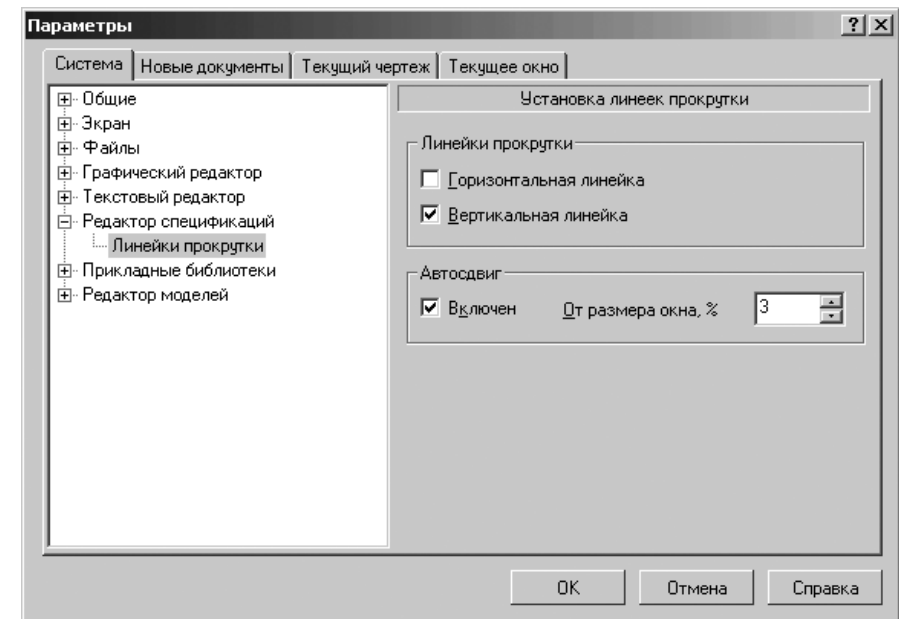 Параметры
Система Новые документы Текущий чертеж Текущее окно
Общие
Экран
Файлы
Графический редактор
Текстовый редактор
Редактор спецификаций
Линейки прокрутки
Прикладные библиотеки
Редактор моделей
Установка линеек прокрутки
Линейки прокрутки
Горизонтальная линейка
Вертикальная линейка
Автосдвиг
Включен От размера окна, % 3
OK Отмена Справка